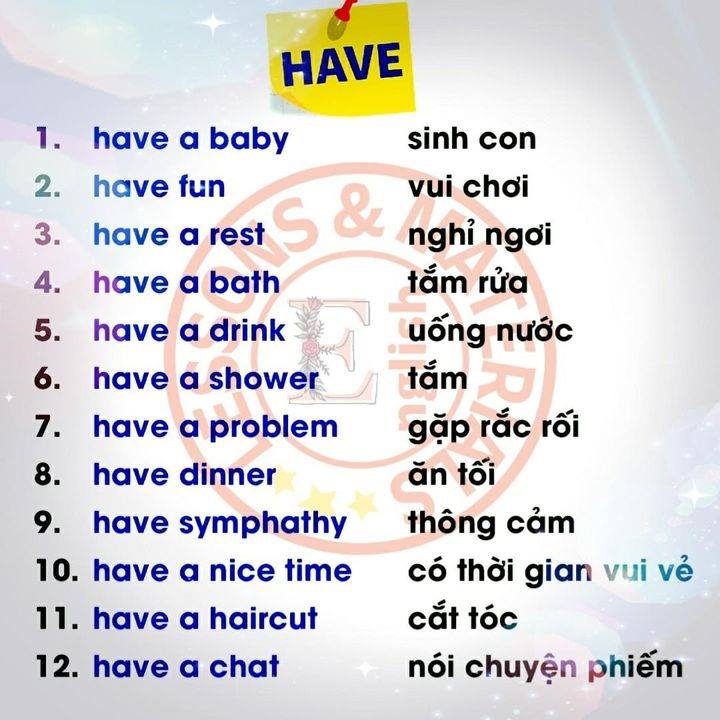 HAVE
1. have a baby sinh con
2. have fun vui chơi
3. have a rest nghỉ ngơi
4. have a bath tắm rửa
5. have a drink uống nước
6. have a shower tắm
7. have a problem gặp rắc rối
8. have dinner ăn tối
9. have symphathy thông cảm
10. have a nice time có thời gian vui vẻ
11. have a haircut cắt tóc
12. have a chat nói chuyện phiếm
LESSONS & MATERIALS
English